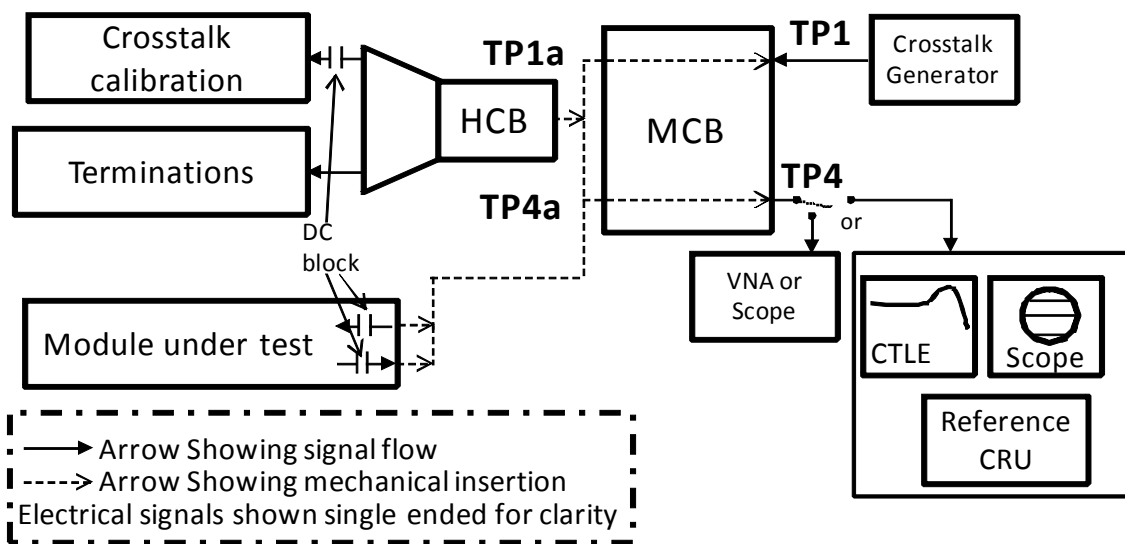 Crosstalk
calibration
Terminations
DC
block
Module under test
TP1a
HCB
TP4a
MCB
TP1
Crosstalk
Generator
TP4
or
VNA or
Scope
CTLE
Scope
Reference
CRU
Arrow Showing signal flow
Arrow Showing mechanical insertion
Electrical signals shown single ended for clarity